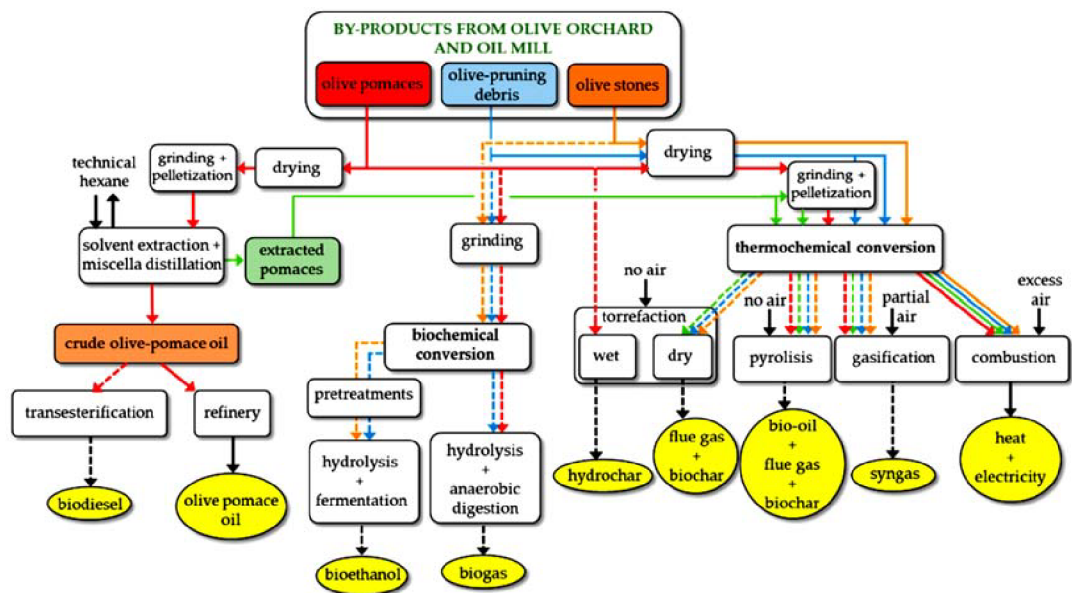 BY-PRODUCTS FROM OLIVE ORCHARD
AND OIL MILL
olive pomaces
olive-pruning
debris
olive stones
technical
hexane
grinding +
pelletization
drying
drying
grinding +
pelletization
solvent extraction +
miscella distillation
extracted
pomaces
grinding
thermochemical conversion
no air
no air
partial
air
excess
air
torrefaction
crude olive-pomace oil
biochemical
conversion
wet
dry
pyrolisis
gasification
combustion
transesterification
refinery
pretreatments
hydrolysis
+
fermentation
hydrolysis
+
anaerobic
digestion
biodiesel
olive pomace
oil
hydrochar
flue gas
+
biochar
bio-oil
+
flue gas
+
biochar
syngas
heat
+
electricity
bioethanol
biogas